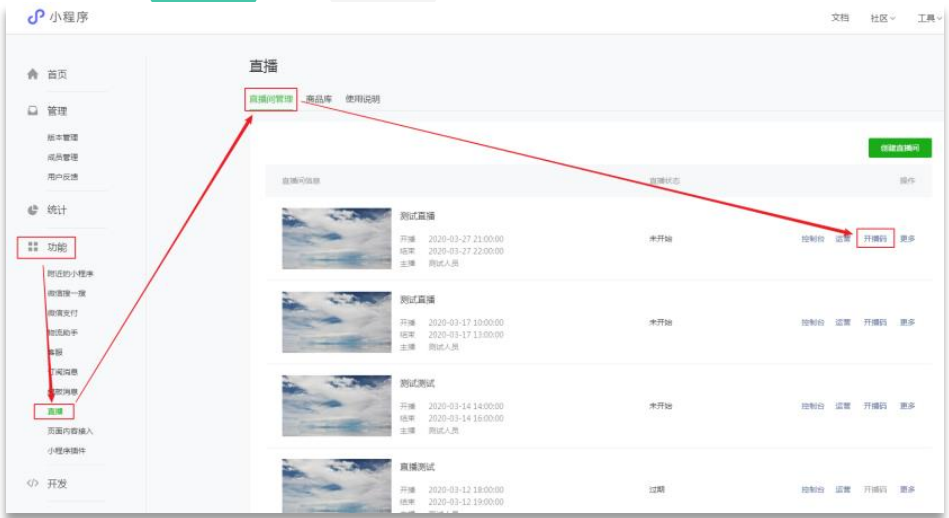 小程序
文档 社区 工具
首页
管理
版本管理
成员管理
用户反馈
统计
功能
附近的小程序
微信搜一搜
微信支付
物流助手
客服
订阅消息
直播
页面内容接入
小程序插件
</> 开发
直播
直播间管理 商品库 使用说明
创建直播间
直播间信息 直播状态 操作
测试直播
开播 2020-03-27 21:00:00
结束 2020-03-27 22:00:00
主播 测试人员
未开始
控制台 运营 开播码 更多
测试直播
开播 2020-03-17 10:00:00
结束 2020-03-17 13:00:00
主播 测试人员
未开始
控制台 运营 开播码 更多
测试测试
开播 2020-03-14 14:00:00
结束 2020-03-14 16:00:00
主播 测试人员
未开始
控制台 运营 开播码 更多
直播测试
开播 2020-03-12 18:00:00
结束 2020-03-12 19:00:00
过期
控制台 运营 开播码 更多